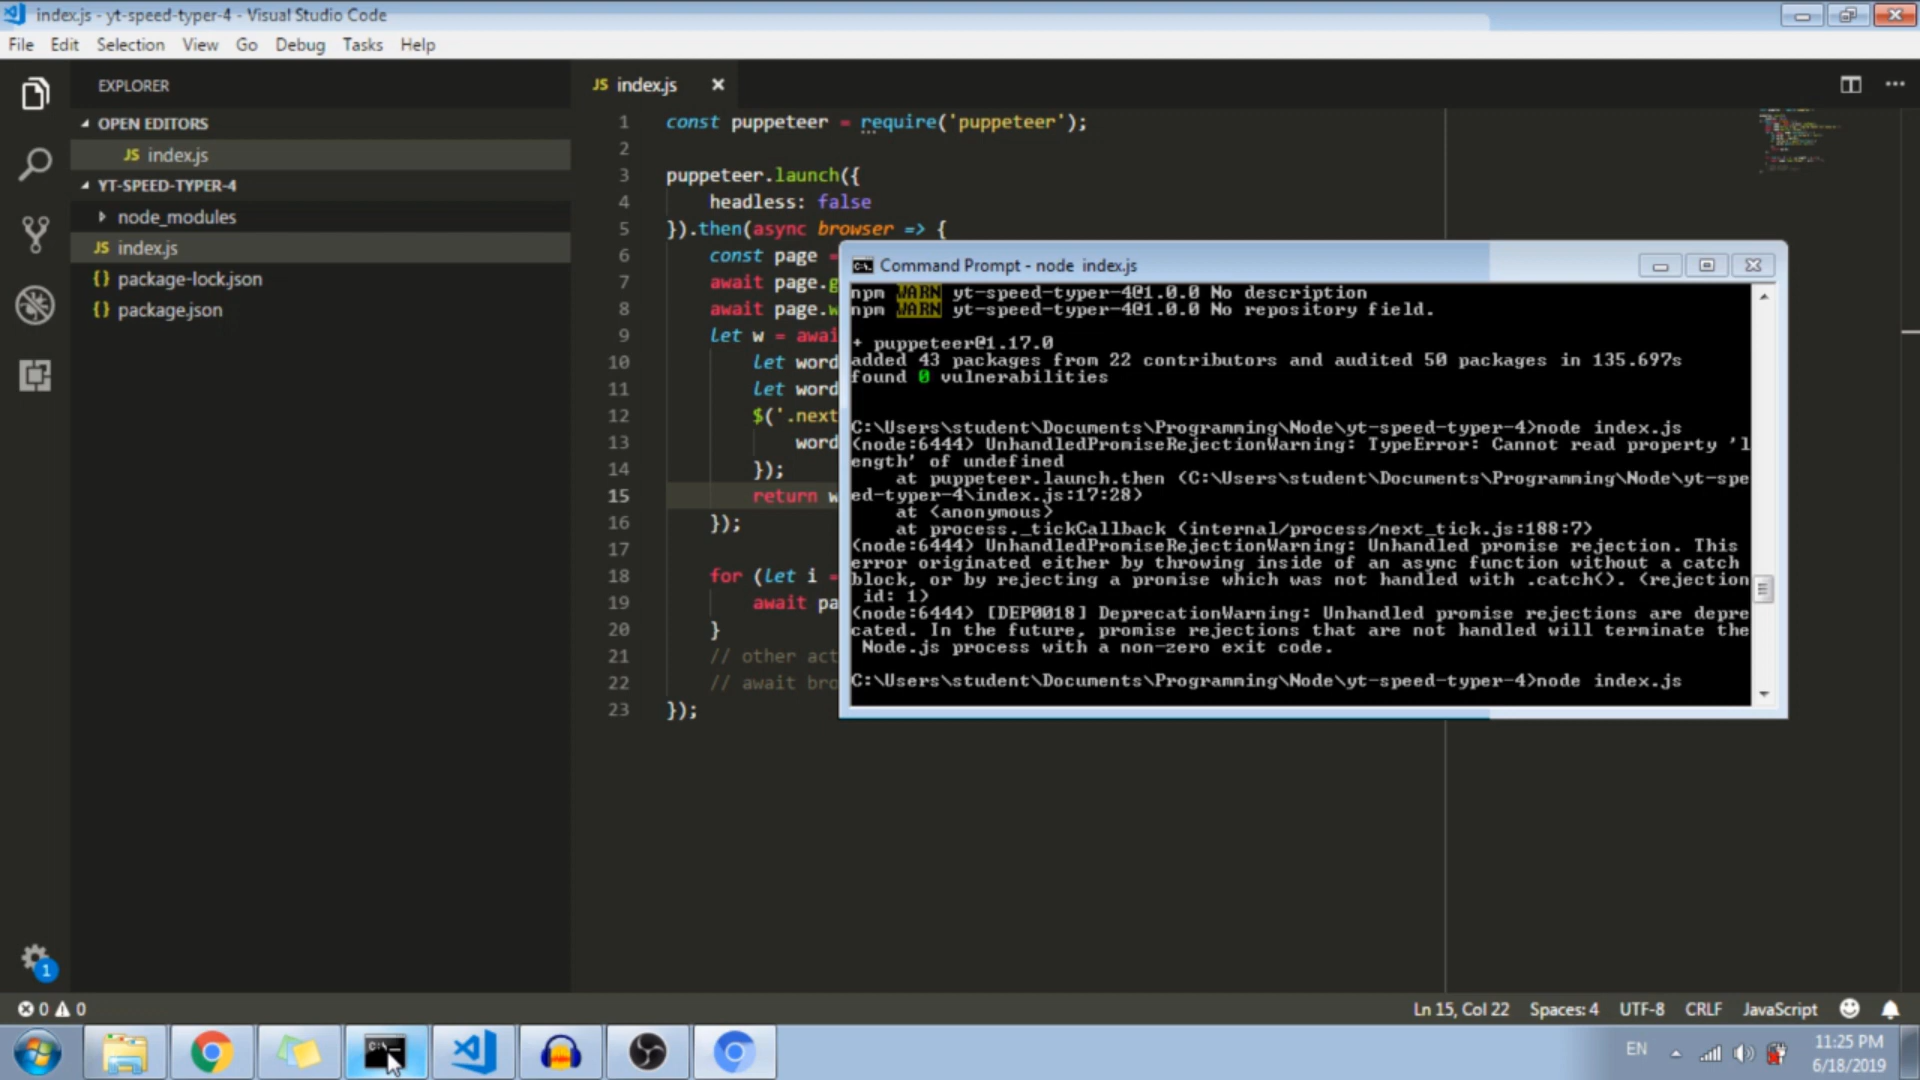 index.js - yt-speed-typer-4 - Visual Studio Code
File Edit Selection View Go Debug Tasks Help
EXPLORER
OPEN EDITORS
JS index.js
YT-SPEED-TYPER-4
node_modules
JS index.js
{} package-lock.json
{} package.json
1
JS index.js
1 const puppeteer = require('puppeteer');
2
3 puppeteer.launch({
4 headless: false
5 }).then(async browser => {
6 const page =
7 await page.g
8 await page.w
9 let w = awai
10 let word
11 let word
12 $('.next
13 word
14 });
15 return w
16 });
17
18 for (let i =
19 await pa
20 }
21 // other act
22 // await bro
23 });
Command Prompt - node index.js
npm WARN yt-speed-typer-4@1.0.0 No description
npm WARN yt-speed-typer-4@1.0.0 No repository field.
+ puppeteer@1.17.0
added 43 packages from 22 contributors and audited 50 packages in 135.697s
found 0 vulnerabilities
C:\Users\student\Documents\Programming\Node\yt-speed-typer-4>node index.js
(node:6444) UnhandledPromiseRejectionWarning: TypeError: Cannot read property 'l
ength' of undefined
at puppeteer.launch.then (C:\Users\student\Documents\Programming\Node\yt-spe
ed-typer-4\index.js:17:28)
at <anonymous>
at process._tickCallback (internal/process/next_tick.js:188:7)
(node:6444) UnhandledPromiseRejectionWarning: Unhandled promise rejection. This
error originated either by throwing inside of an async function without a catch
block, or by rejecting a promise which was not handled with .catch(). (rejection
id: 1)
(node:6444) [DEP0018] DeprecationWarning: Unhandled promise rejections are depre
cated. In the future, promise rejections that are not handled will terminate the
Node.js process with a non-zero exit code.
C:\Users\student\Documents\Programming\Node\yt-speed-typer-4>node index.js
0 0
Ln 15, Col 22 Spaces: 4 UTF-8 CRLF JavaScript
EN
11:25 PM
6/18/2019